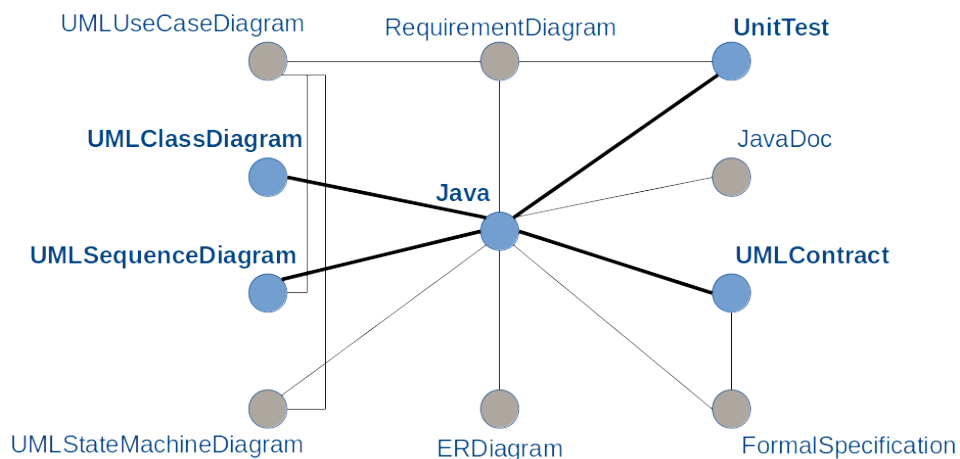 UMLUseCaseDiagram
RequirementDiagram
UnitTest
UMLClassDiagram
JavaDoc
Java
UMLSequenceDiagram
UMLContract
UMLStateMachineDiagram
ERDiagram
FormalSpecification